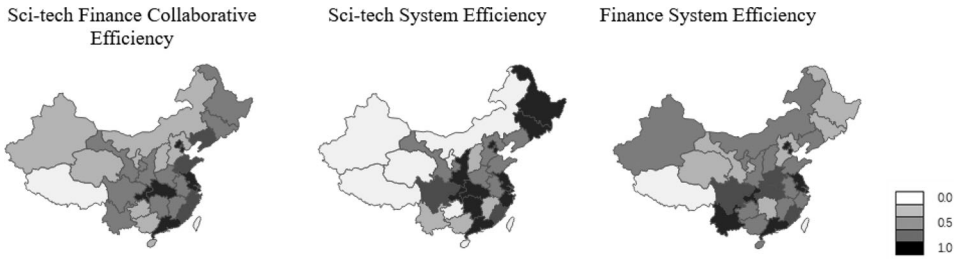 Sci-tech Finance Collaborative
Efficiency
Sci-tech System Efficiency
Finance System Efficiency
0.0
0.5
1.0